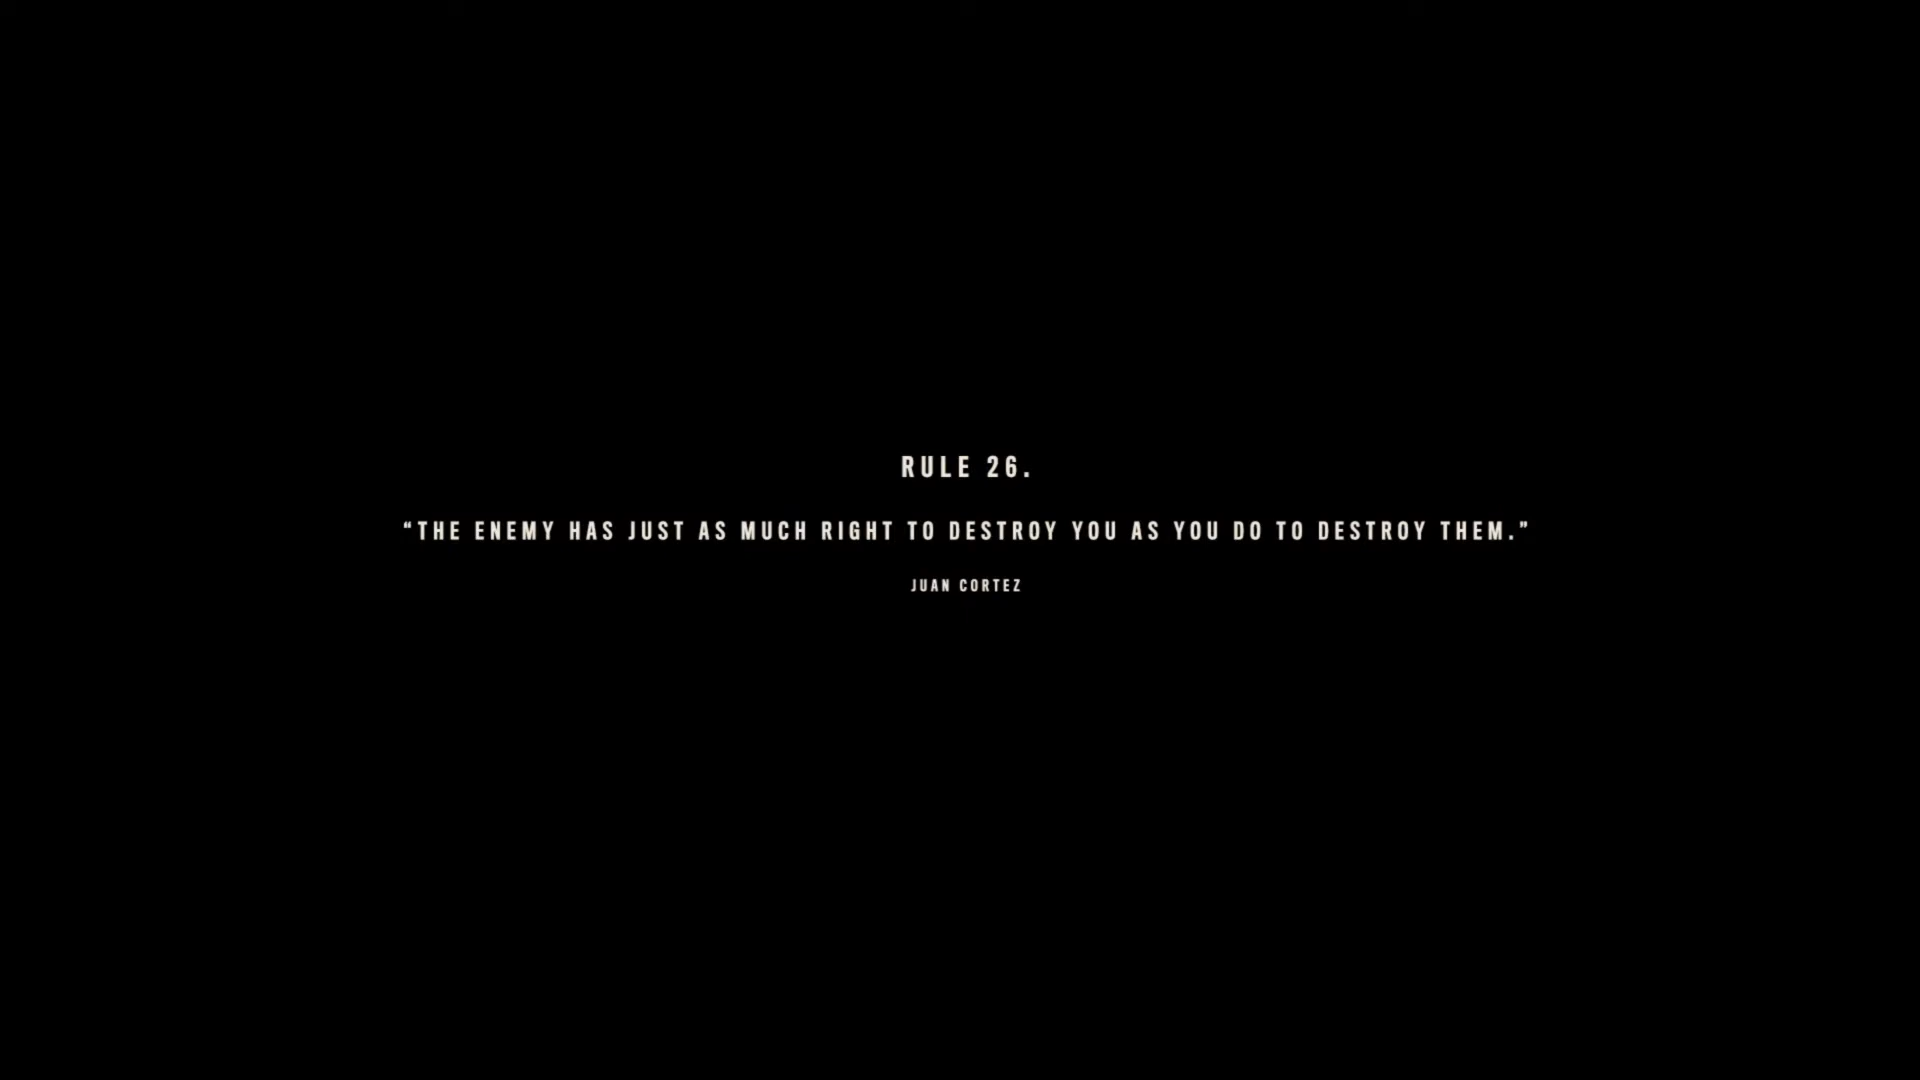 RULE 26.
“THE ENEMY HAS JUST AS MUCH RIGHT TO DESTROY YOU AS YOU DO TO DESTROY THEM.”
JUAN CORTEZ